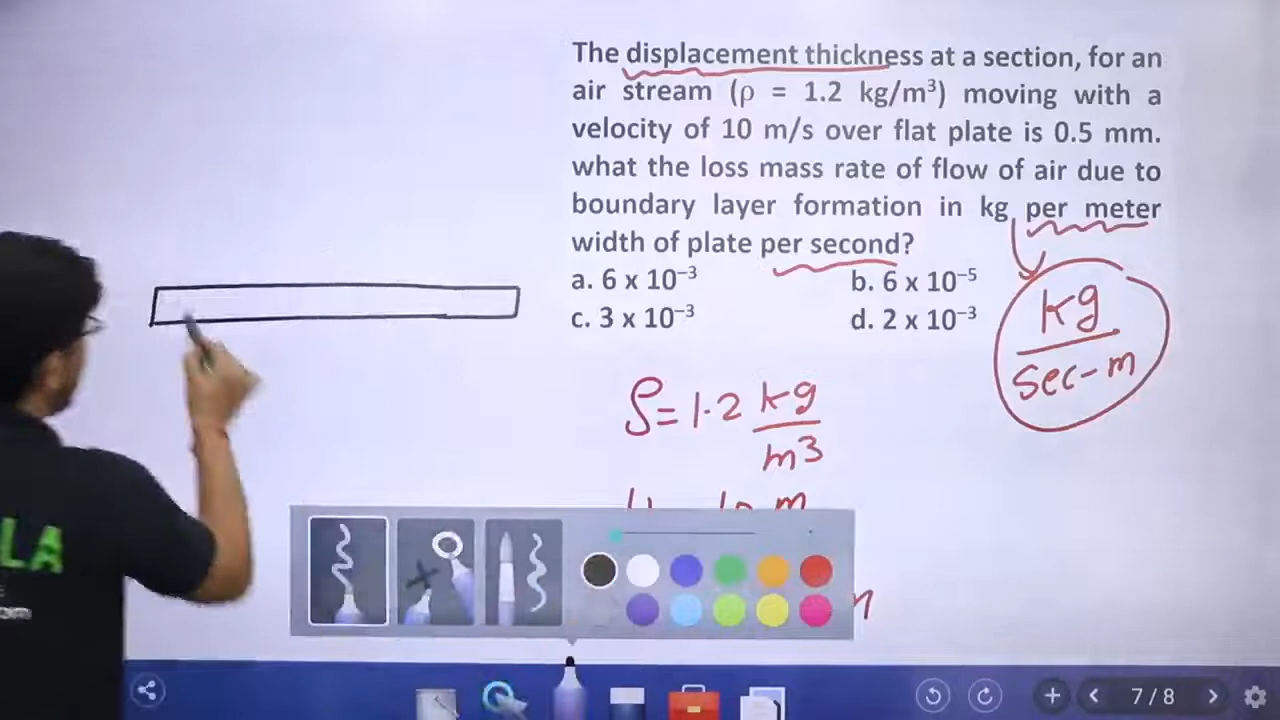 The displacement thickness at a section, for an
air stream (ρ = 1.2 kg/m³) moving with a
velocity of 10 m/s over flat plate is 0.5 mm.
what the loss mass rate of flow of air due to
boundary layer formation in kg per meter
width of plate per second?
a. 6 x 10⁻³ b. 6 x 10⁻⁵
c. 3 x 10⁻³ d. 2 x 10⁻³
kg
sec-m
ρ = 1.2 kg
m3
m
LA
com
7 / 8